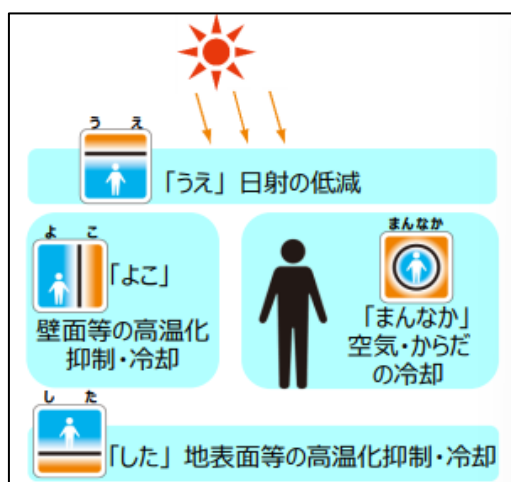 うえ
「うえ」日射の低減
よこ
「よこ」
壁面等の高温化
抑制・冷却
まんなか
「まんなか」
空気・からだ
の冷却
した
「した」地表面等の高温化抑制・冷却